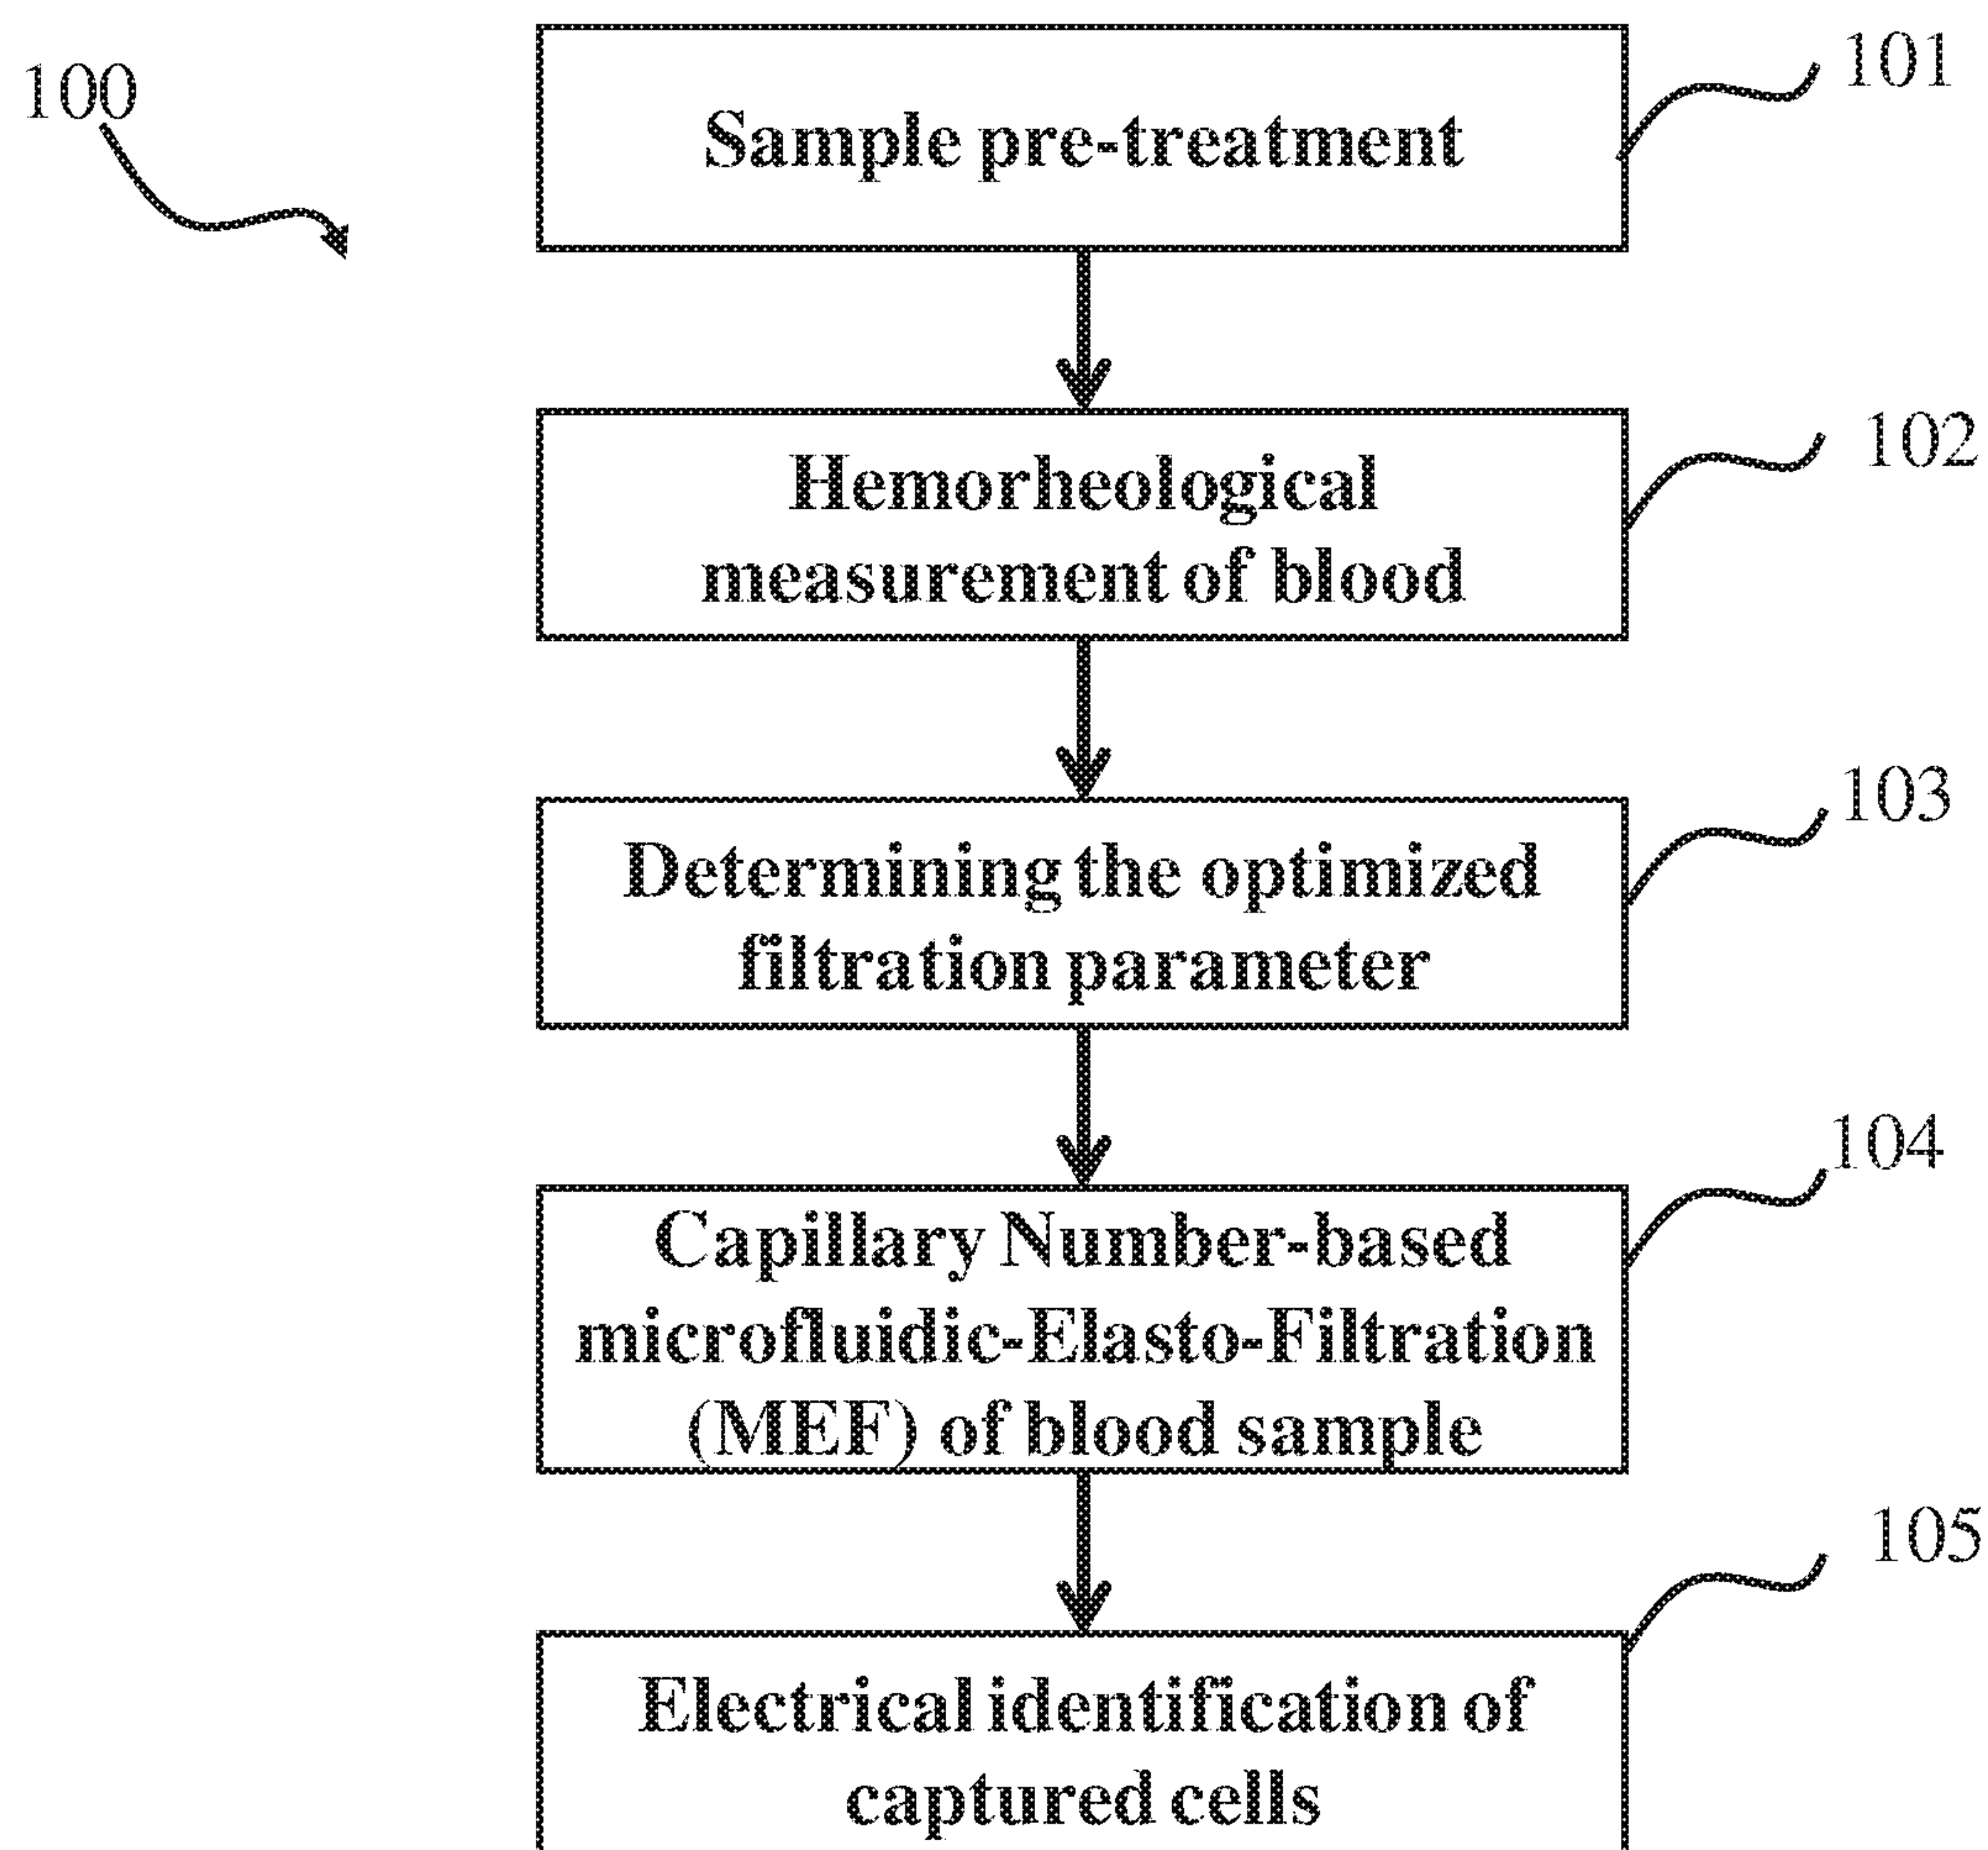 100
101
Sample pre-treatment
102
Hemorheological
measurement of blood
103
Determining the optimized
filtration parameter
104
Capillary Number-based
microfluidic-Elasto-Filtration
(MEF) of blood sample
105
Electrical identification of
captured cells